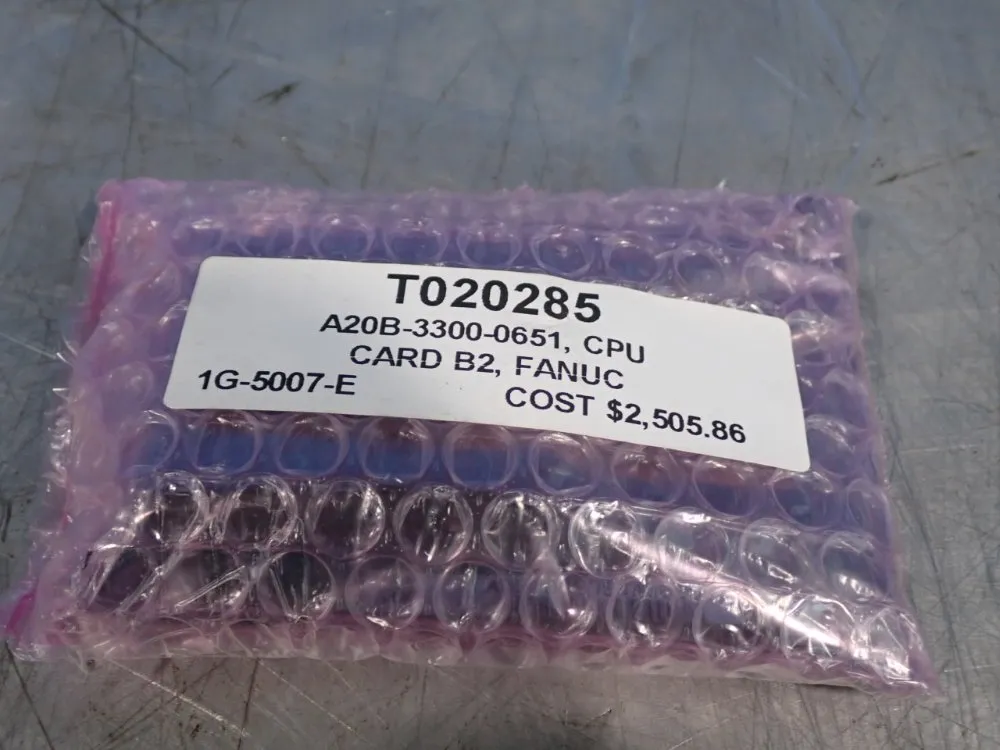 T020285
A20B-3300-0651, CPU
CARD B2, FANUC
1G-5007-E COST $2,505.86